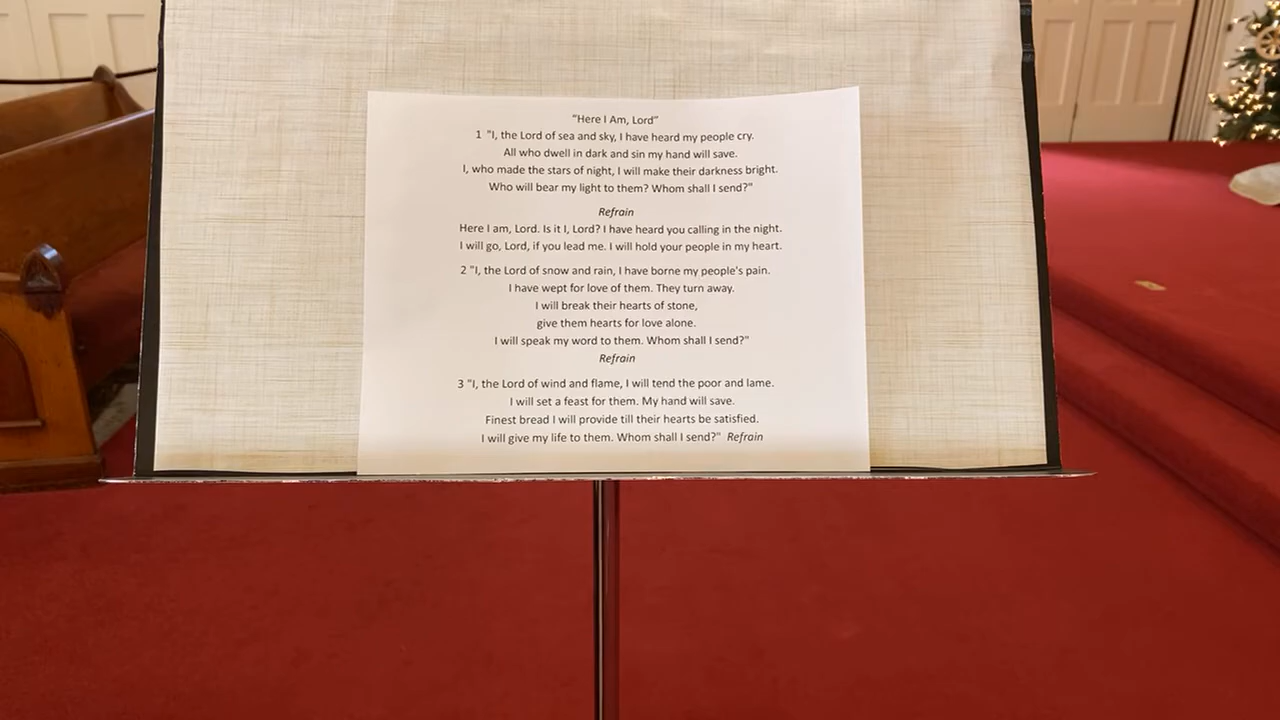 "Here I Am, Lord"
1 "I, the Lord of sea and sky, I have heard my people cry.
All who dwell in dark and sin my hand will save.
I, who made the stars of night, I will make their darkness bright.
Who will bear my light to them? Whom shall I send?"
Refrain
Here I am, Lord. Is it I, Lord? I have heard you calling in the night.
I will go, Lord, if you lead me. I will hold your people in my heart.
2 "I, the Lord of snow and rain, I have borne my people's pain.
I have wept for love of them. They turn away.
I will break their hearts of stone,
give them hearts for love alone.
I will speak my word to them. Whom shall I send?"
Refrain
3 "I, the Lord of wind and flame, I will tend the poor and lame.
I will set a feast for them. My hand will save.
Finest bread I will provide till their hearts be satisfied.
I will give my life to them. Whom shall I send?" Refrain